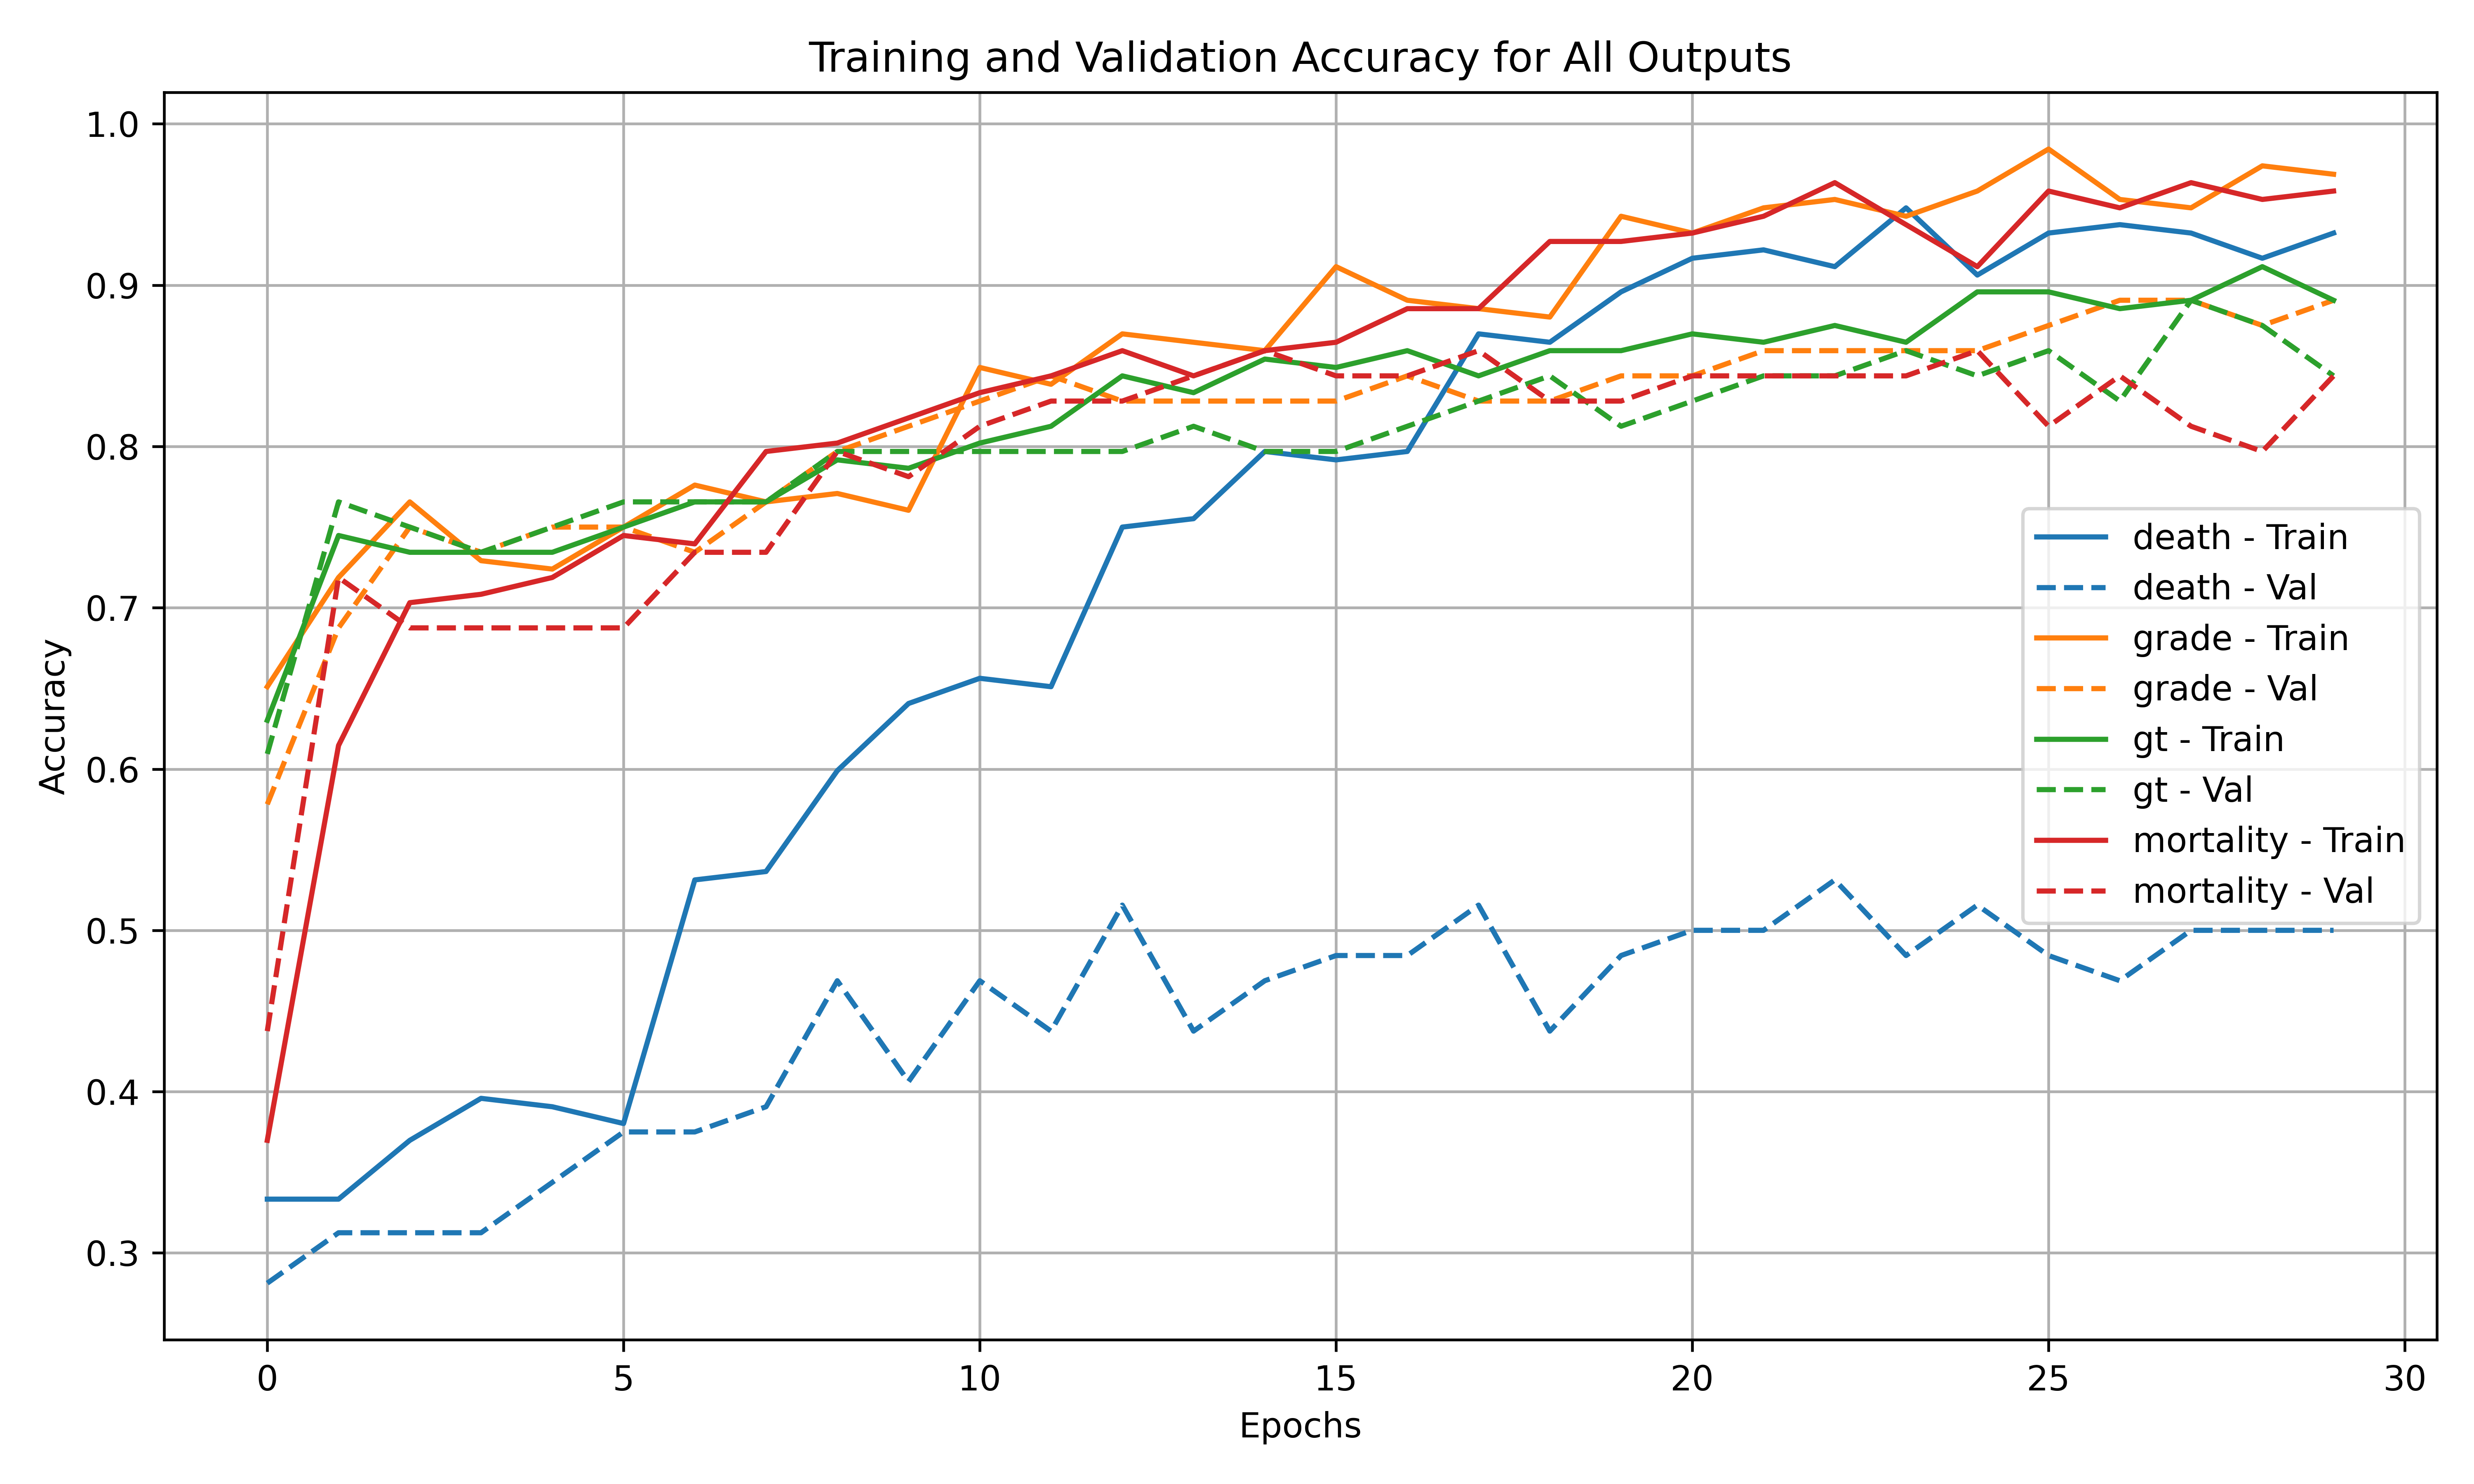 Training and Validation Accuracy for All Outputs
1.0
0.9
0.8
0.7
0.6
0.5
0.4
0.3
Accuracy
death - Train
death - Val
grade - Train
grade - Val
gt - Train
gt - Val
mortality - Train
mortality - Val
0 5 10 15 20 25 30
Epochs